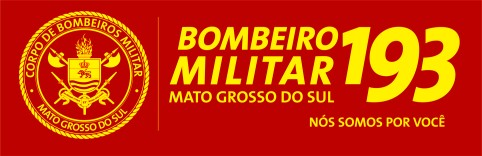 CORPO DE BOMBEIROS MILITAR
MATO GROSSO DO SUL
BOMBEIRO
MILITAR
193
MATO GROSSO DO SUL
NÓS SOMOS POR VOCÊ